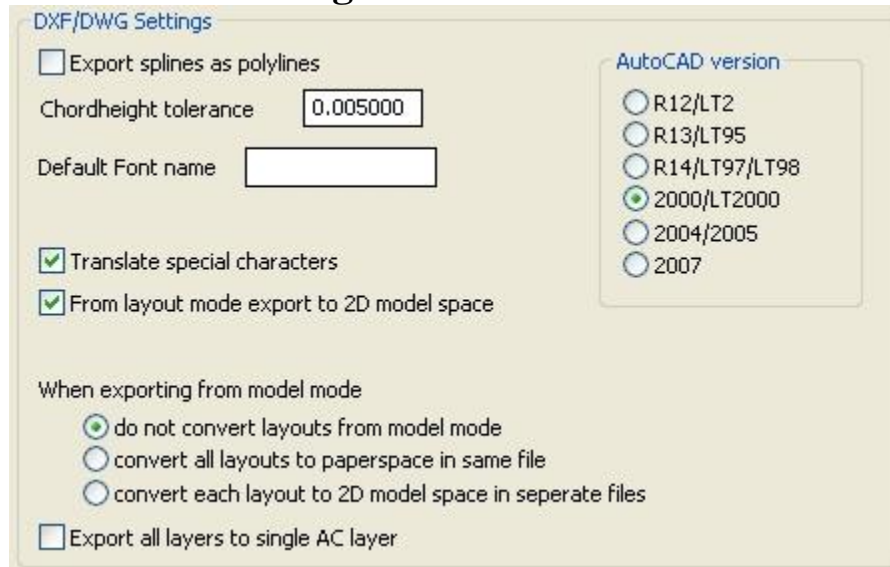 DXF/DWG Settings
Export splines as polylines
Chordheight tolerance 0.005000
Default Font name
Translate special characters
From layout mode export to 2D model space
AutoCAD version
R12/LT2
R13/LT95
R14/LT97/LT98
2000/LT2000
2004/2005
2007
When exporting from model mode
do not convert layouts from model mode
convert all layouts to paperspace in same file
convert each layout to 2D model space in seperate files
Export all layers to single AC layer